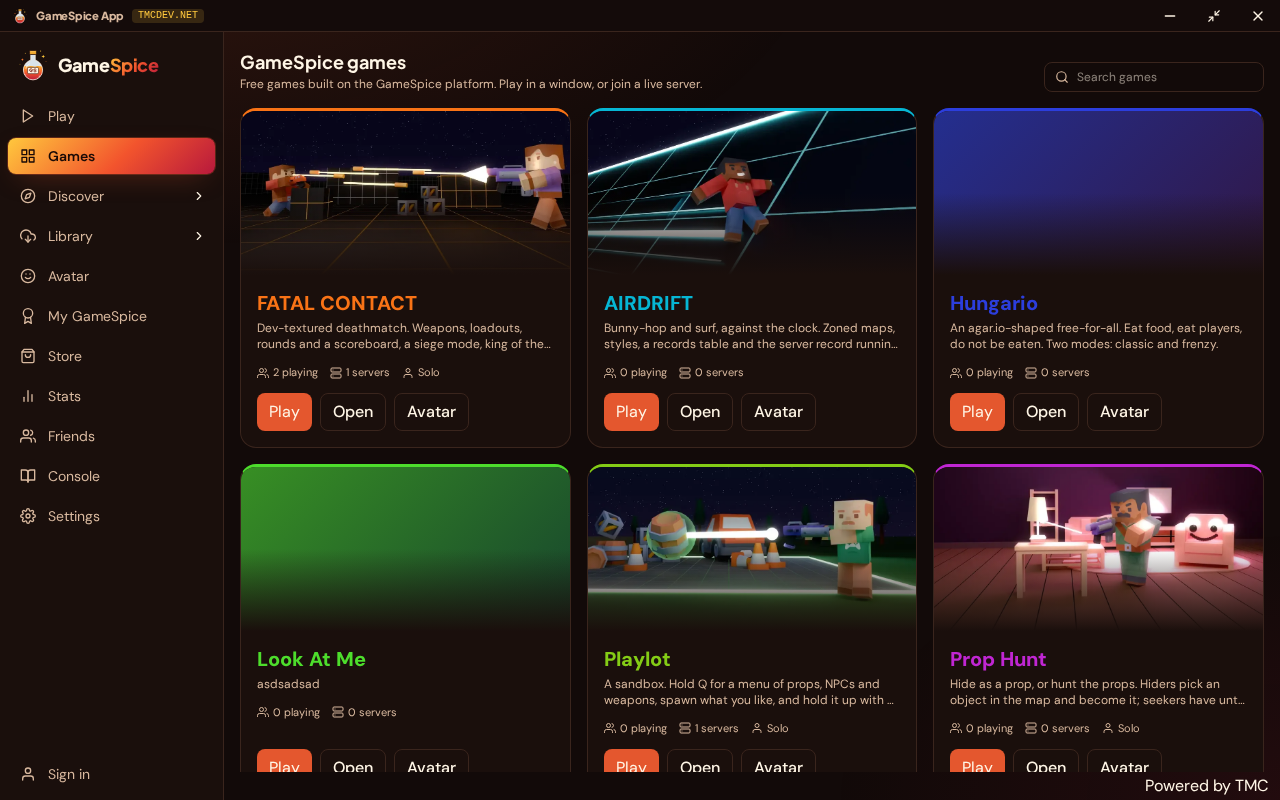 GameSpice App TMCDEV.NET
GameSpice
Play
Games
Discover
Library
Avatar
My GameSpice
Store
Stats
Friends
Console
Settings
Sign in
GameSpice games
Free games built on the GameSpice platform. Play in a window, or join a live server.
Search games
FATAL CONTACT
Dev-textured deathmatch. Weapons, loadouts,
rounds and a scoreboard, a siege mode, king of the…
2 playing 1 servers Solo
Play Open Avatar
AIRDRIFT
Bunny-hop and surf, against the clock. Zoned maps,
styles, a records table and the server record runnin…
0 playing 0 servers
Play Open Avatar
Hungario
An agar.io-shaped free-for-all. Eat food, eat players,
do not be eaten. Two modes: classic and frenzy.
0 playing 0 servers
Play Open Avatar
Look At Me
asdsadsad
0 playing 0 servers
Play Open Avatar
Playlot
A sandbox. Hold Q for a menu of props, NPCs and
weapons, spawn what you like, and hold it up with …
0 playing 1 servers Solo
Play Open Avatar
Prop Hunt
Hide as a prop, or hunt the props. Hiders pick an
object in the map and become it; seekers have unt…
0 playing 0 servers Solo
Play Open Avatar
Powered by TMC